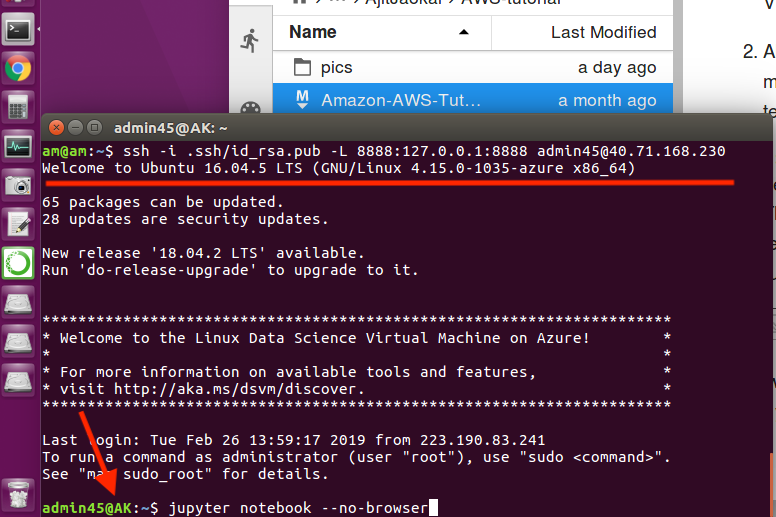 AjitJaokar / AWS-tutorial
Name Last Modified
pics a day ago
Amazon-AWS-Tut... a month ago
2. A
m
te
admin45@AK: ~
am@am:~$ ssh -i .ssh/id_rsa.pub -L 8888:127.0.0.1:8888 admin45@40.71.168.230
Welcome to Ubuntu 16.04.5 LTS (GNU/Linux 4.15.0-1035-azure x86_64)
65 packages can be updated.
28 updates are security updates.
New release '18.04.2 LTS' available.
Run 'do-release-upgrade' to upgrade to it.
***********************************************************************
* Welcome to the Linux Data Science Virtual Machine on Azure! *
* *
* For more information on available tools and features, *
* visit http://aka.ms/dsvm/discover. *
***********************************************************************
Last login: Tue Feb 26 13:59:17 2019 from 223.190.83.241
To run a command as administrator (user "root"), use "sudo <command>".
See "man sudo_root" for details.
admin45@AK:~$ jupyter notebook --no-browser